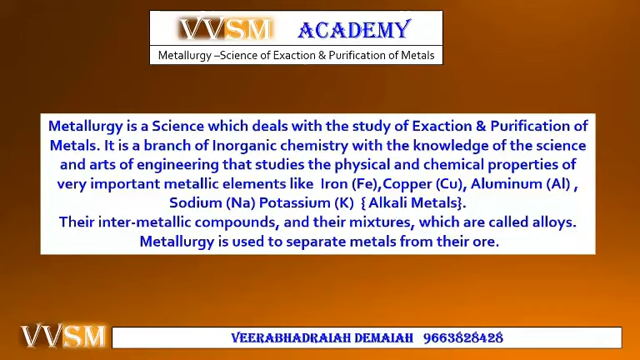 VVSM ACADEMY
Metallurgy –Science of Exaction & Purification of Metals
Metallurgy is a Science which deals with the study of Exaction & Purification of
Metals. It is a branch of Inorganic chemistry with the knowledge of the science
and arts of engineering that studies the physical and chemical properties of
very important metallic elements like Iron (Fe),Copper (Cu), Aluminum (Al) ,
Sodium (Na) Potassium (K) { Alkali Metals}.
Their inter-metallic compounds, and their mixtures, which are called alloys.
Metallurgy is used to separate metals from their ore.
VVSM VEERABHADRAIAH DEMAIAH 9663828428